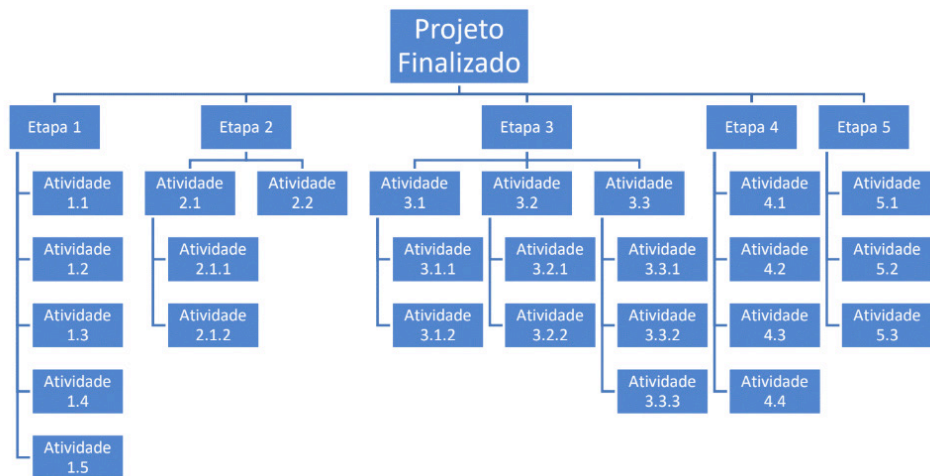 Projeto
Finalizado
Etapa 1
Etapa 2
Etapa 3
Etapa 4
Etapa 5
Atividade
1.1
Atividade
1.2
Atividade
1.3
Atividade
1.4
Atividade
1.5
Atividade
2.1
Atividade
2.1.1
Atividade
2.1.2
Atividade
2.2
Atividade
3.1
Atividade
3.1.1
Atividade
3.1.2
Atividade
3.2
Atividade
3.2.1
Atividade
3.2.2
Atividade
3.3
Atividade
3.3.1
Atividade
3.3.2
Atividade
3.3.3
Atividade
4.1
Atividade
4.2
Atividade
4.3
Atividade
4.4
Atividade
5.1
Atividade
5.2
Atividade
5.3